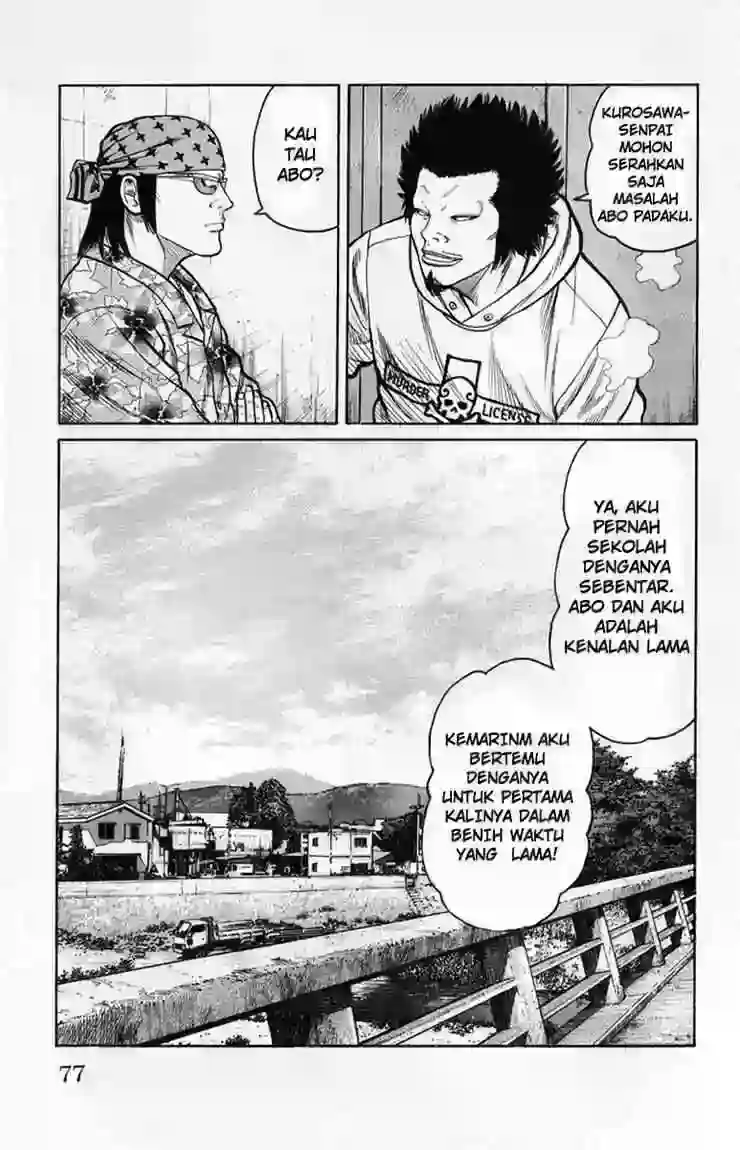 KUROSAWA-
SENPAI
MOHON
SERAHKAN
SAJA
MASALAH
ABO PADAKU.
MURDER
LICENSE
KAU
TAU
ABO?
YA, AKU
PERNAH
SEKOLAH
DENGANYA
SEBENTAR.
ABO DAN AKU
ADALAH
KENALAN LAMA
KEMARINM AKU
BERTEMU
DENGANYA
UNTUK PERTAMA
KALINYA DALAM
BENIH WAKTU
YANG LAMA!
77